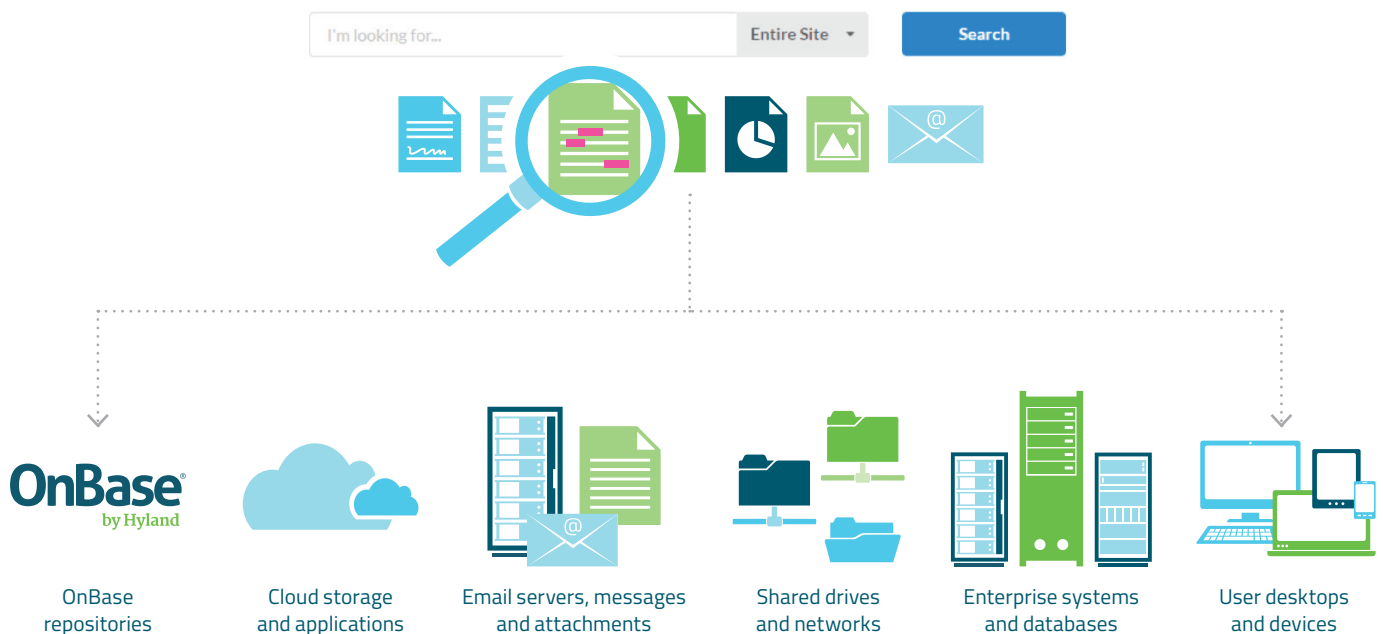 I'm looking for...
Entire Site
Search
@
OnBase®
by Hyland
@
OnBase
repositories
Cloud storage
and applications
Email servers, messages
and attachments
Shared drives
and networks
Enterprise systems
and databases
User desktops
and devices